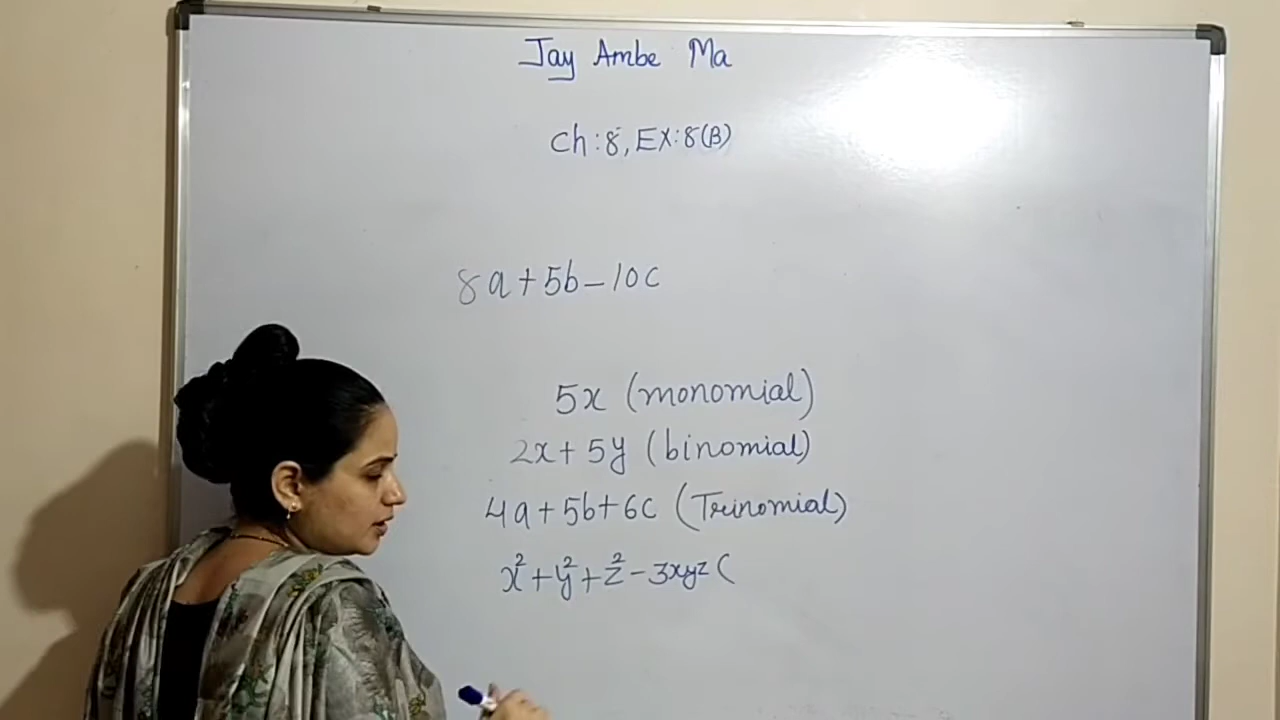 Jay Ambe Ma
Ch:8, EX:8(B)
8a+5b-10c
5x (monomial)
2x+5y (binomial)
4a+5b+6c (Trinomial)
x²+y²+z²-3xyz (